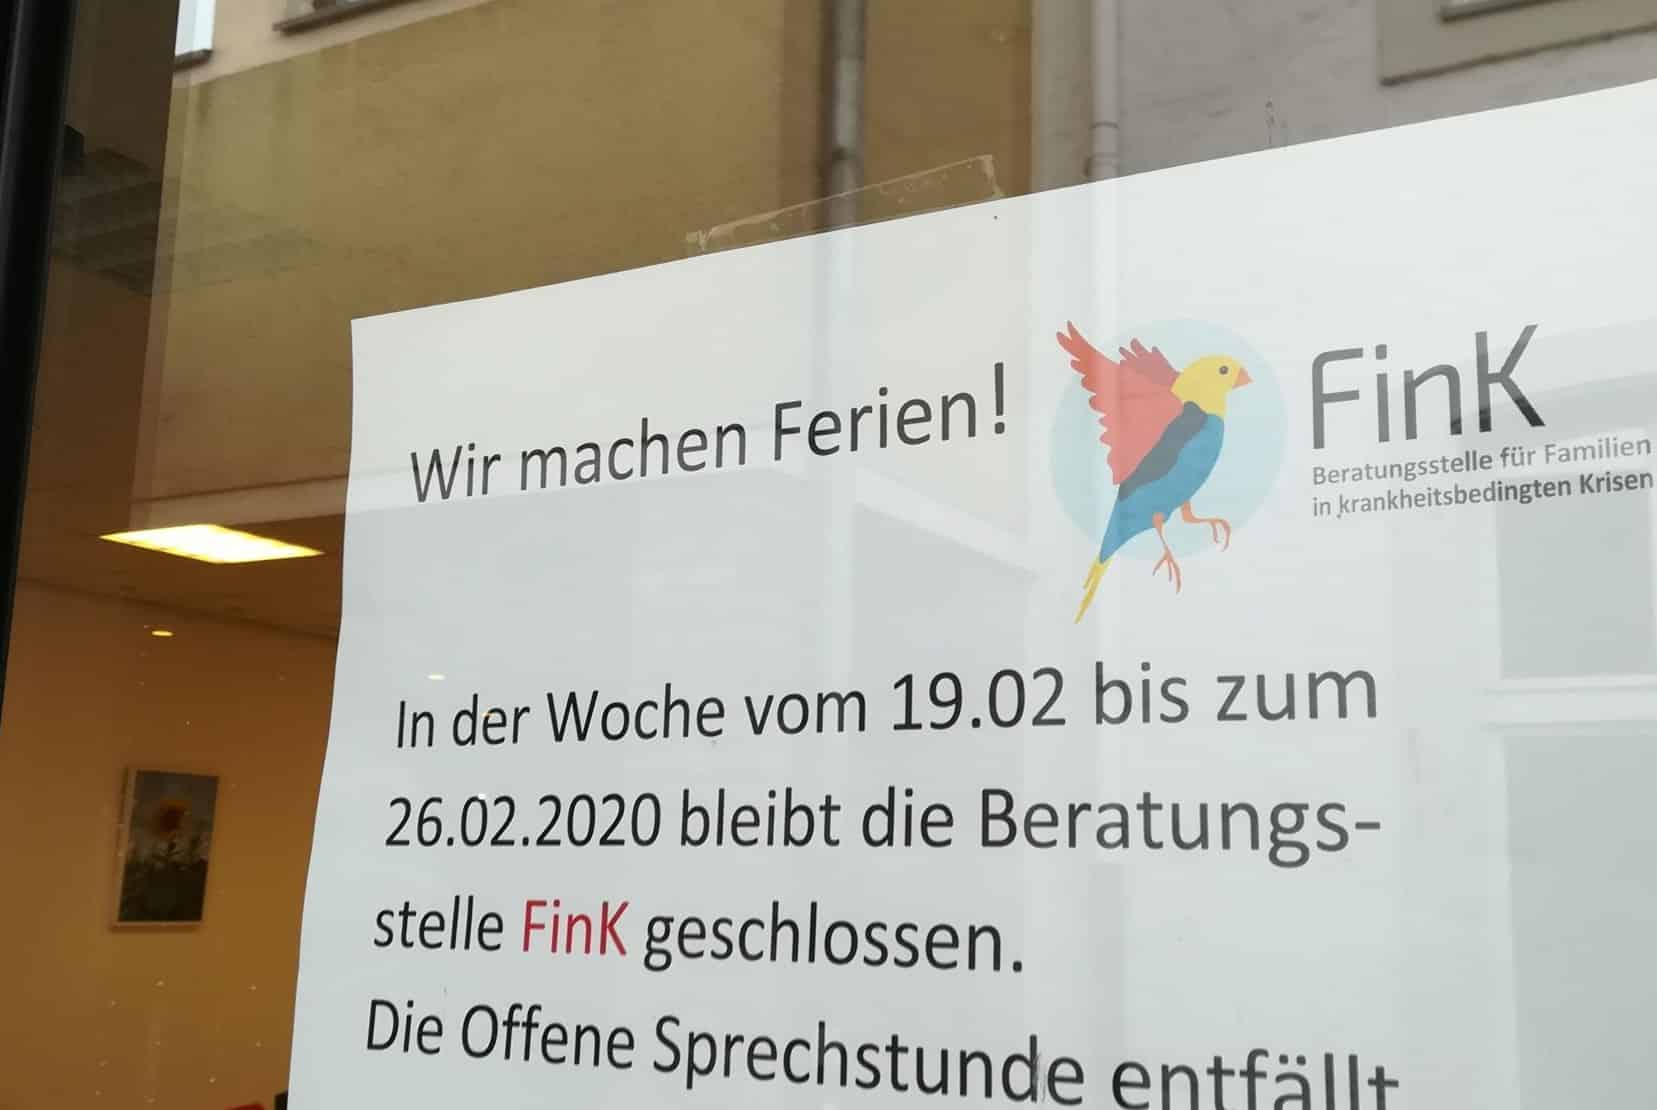 Wir machen Ferien!
FinK
Beratungsstelle für Familien
in krankheitsbedingten Krisen
In der Woche vom 19.02 bis zum
26.02.2020 bleibt die Beratungs-
stelle FinK geschlossen.
Die Offene Sprechstunde entfällt